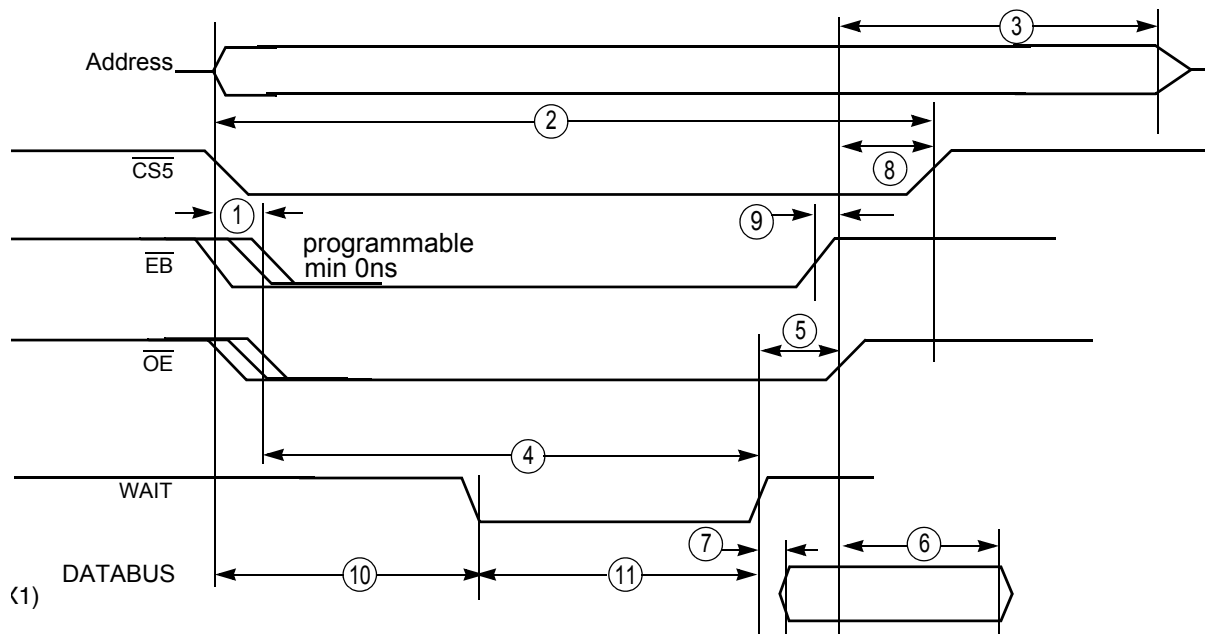 3
Address
2
CS5
8
1
9
programmable
min 0ns
EB
5
OE
4
WAIT
7
6
DATABUS
10
11
X1)